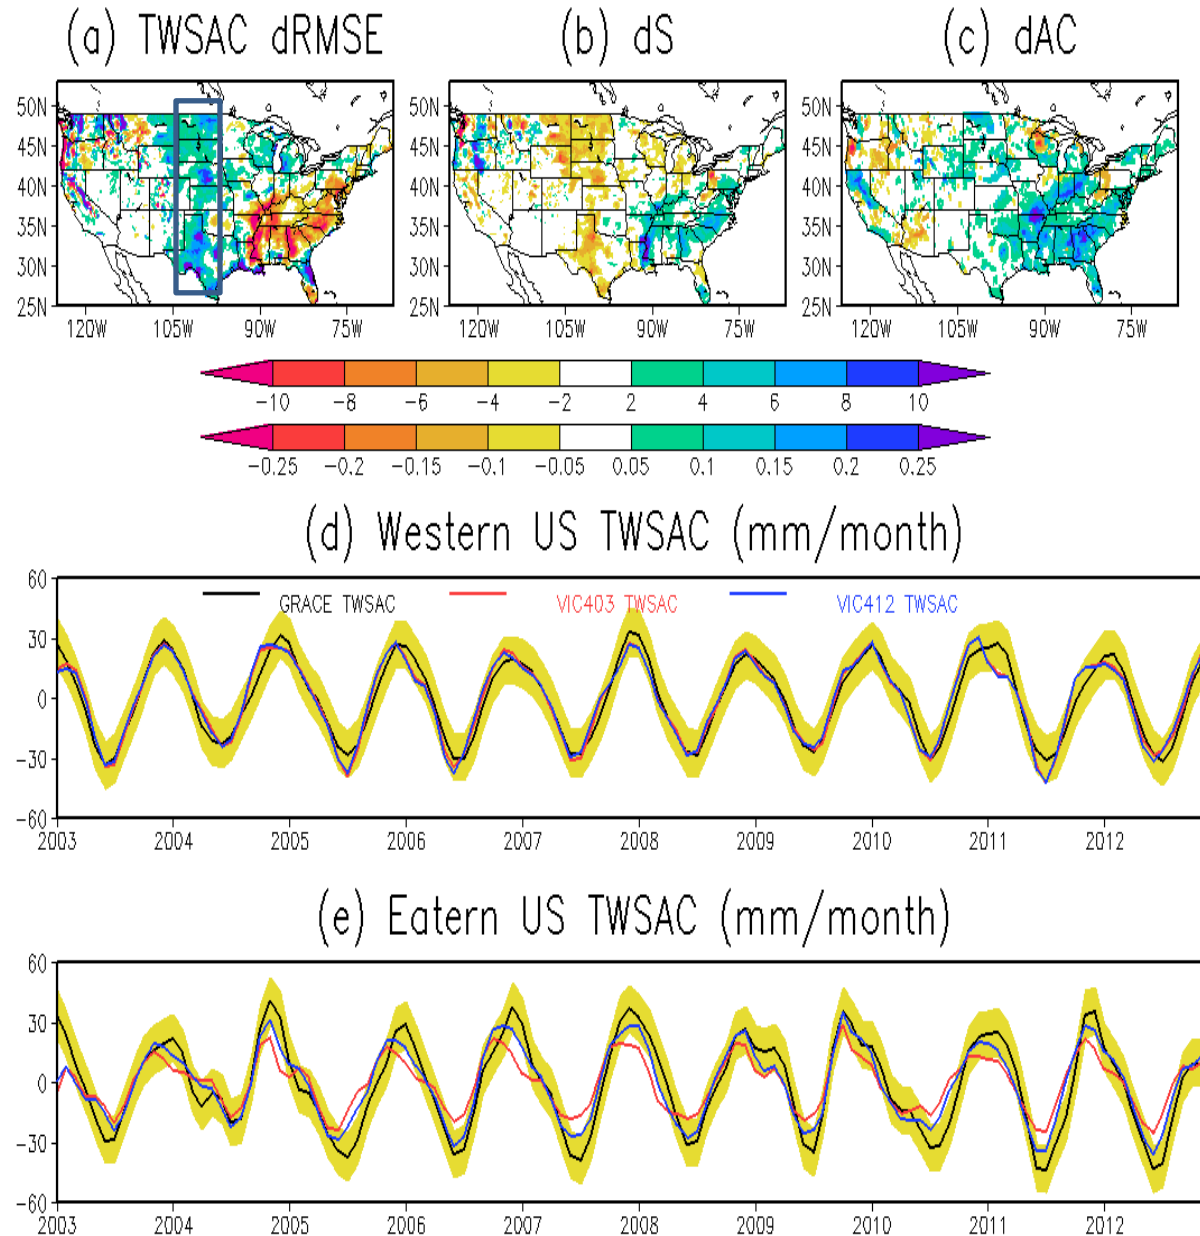 (a) TWSAC dRMSE (b) dS (c) dAC
50N 50N 50N
45N 45N 45N
40N 40N 40N
35N 35N 35N
30N 30N 30N
25N 25N 25N
120W 105W 90W 75W 120W 105W 90W 75W 120W 105W 90W 75W
-10 -8 -6 -4 -2 2 4 6 8 10
-0.25 -0.2 -0.15 -0.1 -0.05 0.05 0.1 0.15 0.2 0.25
(d) Western US TWSAC (mm/month)
60
GRACE TWSAC VIC403 TWSAC VIC412 TWSAC
30
0
-30
-60
2003 2004 2005 2006 2007 2008 2009 2010 2011 2012
(e) Eatern US TWSAC (mm/month)
60
30
0
-30
-60
2003 2004 2005 2006 2007 2008 2009 2010 2011 2012